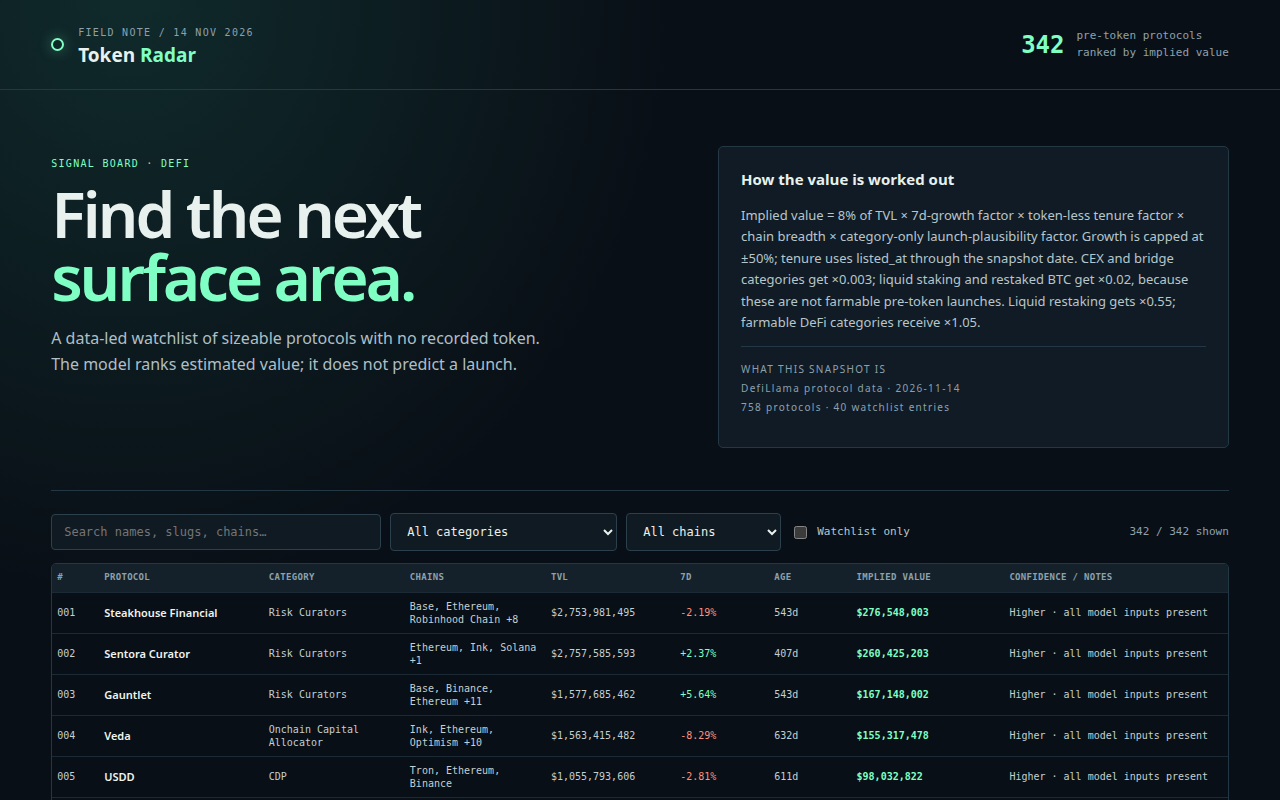 FIELD NOTE / 14 NOV 2026
Token Radar
342
pre-token protocols
ranked by implied value
SIGNAL BOARD · DEFI
Find the next
surface area.
A data-led watchlist of sizeable protocols with no recorded token.
The model ranks estimated value; it does not predict a launch.
How the value is worked out
Implied value = 8% of TVL × 7d-growth factor × token-less tenure factor ×
chain breadth × category-only launch-plausibility factor. Growth is capped at
±50%; tenure uses listed_at through the snapshot date. CEX and bridge
categories get ×0.003; liquid staking and restaked BTC get ×0.02, because
these are not farmable pre-token launches. Liquid restaking gets ×0.55;
farmable DeFi categories receive ×1.05.
WHAT THIS SNAPSHOT IS
DefiLlama protocol data · 2026-11-14
758 protocols · 40 watchlist entries
Search names, slugs, chains…
All categories
All chains
Watchlist only
342 / 342 shown
# PROTOCOL CATEGORY CHAINS TVL 7D AGE IMPLIED VALUE CONFIDENCE / NOTES
001 Steakhouse Financial Risk Curators Base, Ethereum, $2,753,981,495 -2.19% 543d $276,548,003 Higher · all model inputs present
Robinhood Chain +8
002 Sentora Curator Risk Curators Ethereum, Ink, Solana $2,757,585,593 +2.37% 407d $260,425,203 Higher · all model inputs present
+1
003 Gauntlet Risk Curators Base, Binance, $1,577,685,462 +5.64% 543d $167,148,002 Higher · all model inputs present
Ethereum +11
004 Veda Onchain Capital Ink, Ethereum, $1,563,415,482 -8.29% 632d $155,317,478 Higher · all model inputs present
Allocator Optimism +10
005 USDD CDP Tron, Ethereum, $1,055,793,606 -2.81% 611d $98,032,822 Higher · all model inputs present
Binance